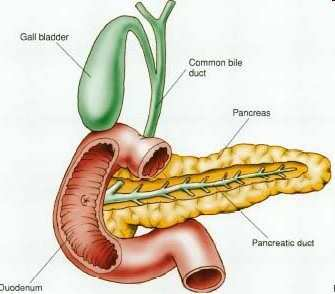 Gall bladder
Common bile
duct
Pancreas
Pancreatic duct
Duodenum